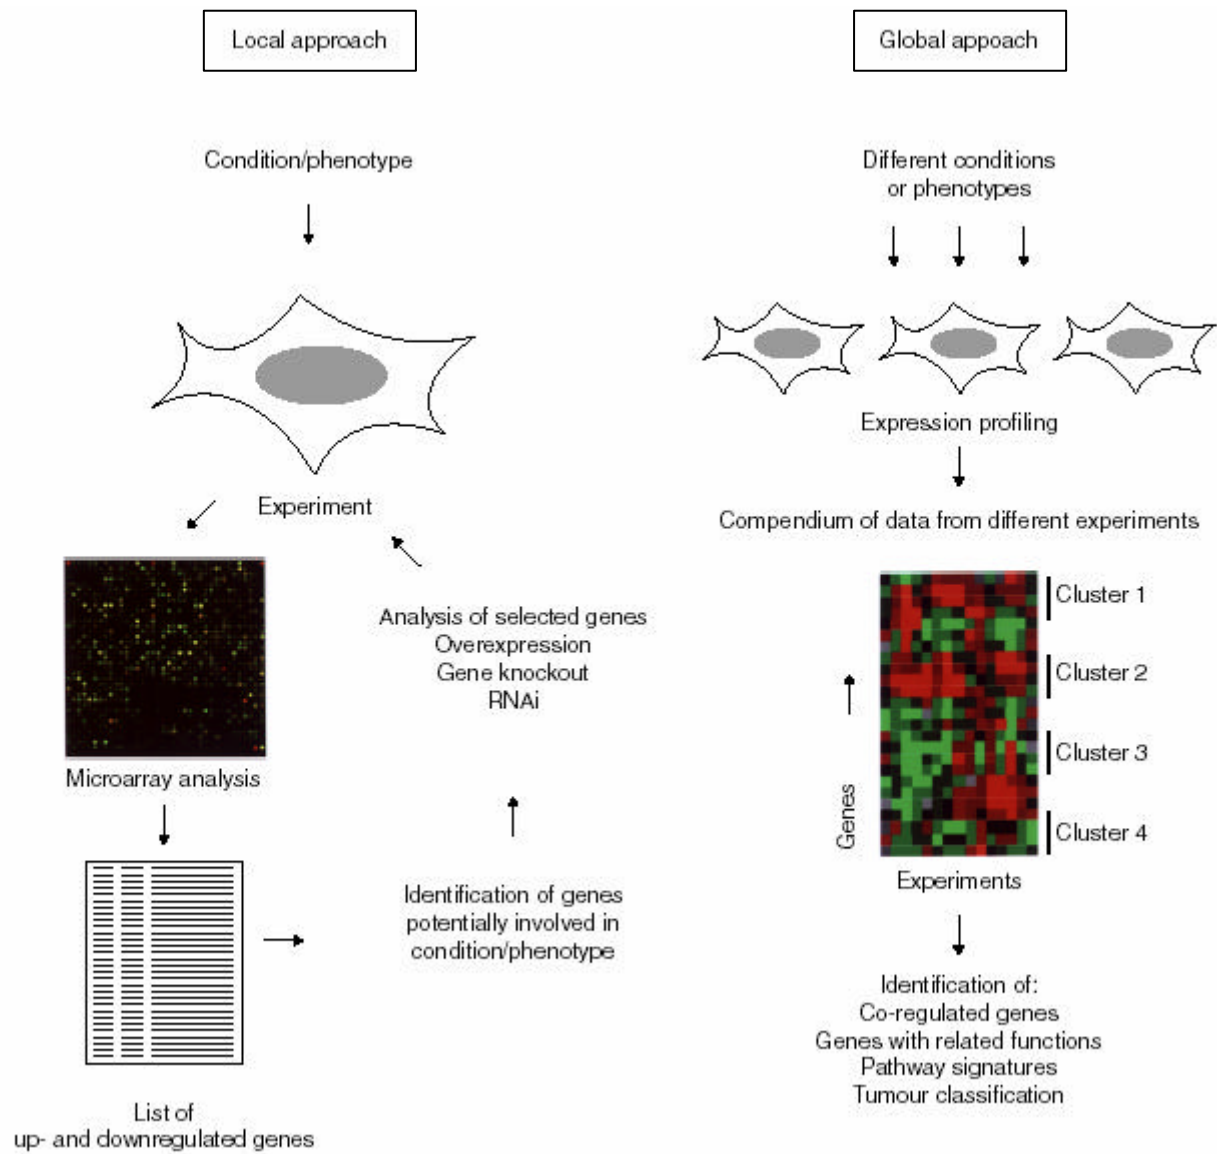 Local approach
Condition/phenotype
Experiment
Microarray analysis
List of
up- and downregulated genes
Identification of genes
potentially involved in
condition/phenotype
Analysis of selected genes
Overexpression
Gene knockout
RNAi
Global appoach
Different conditions
or phenotypes
Expression profiling
Compendium of data from different experiments
Cluster 1
Cluster 2
Cluster 3
Cluster 4
Genes
Experiments
Identification of:
Co-regulated genes
Genes with related functions
Pathway signatures
Tumour classification